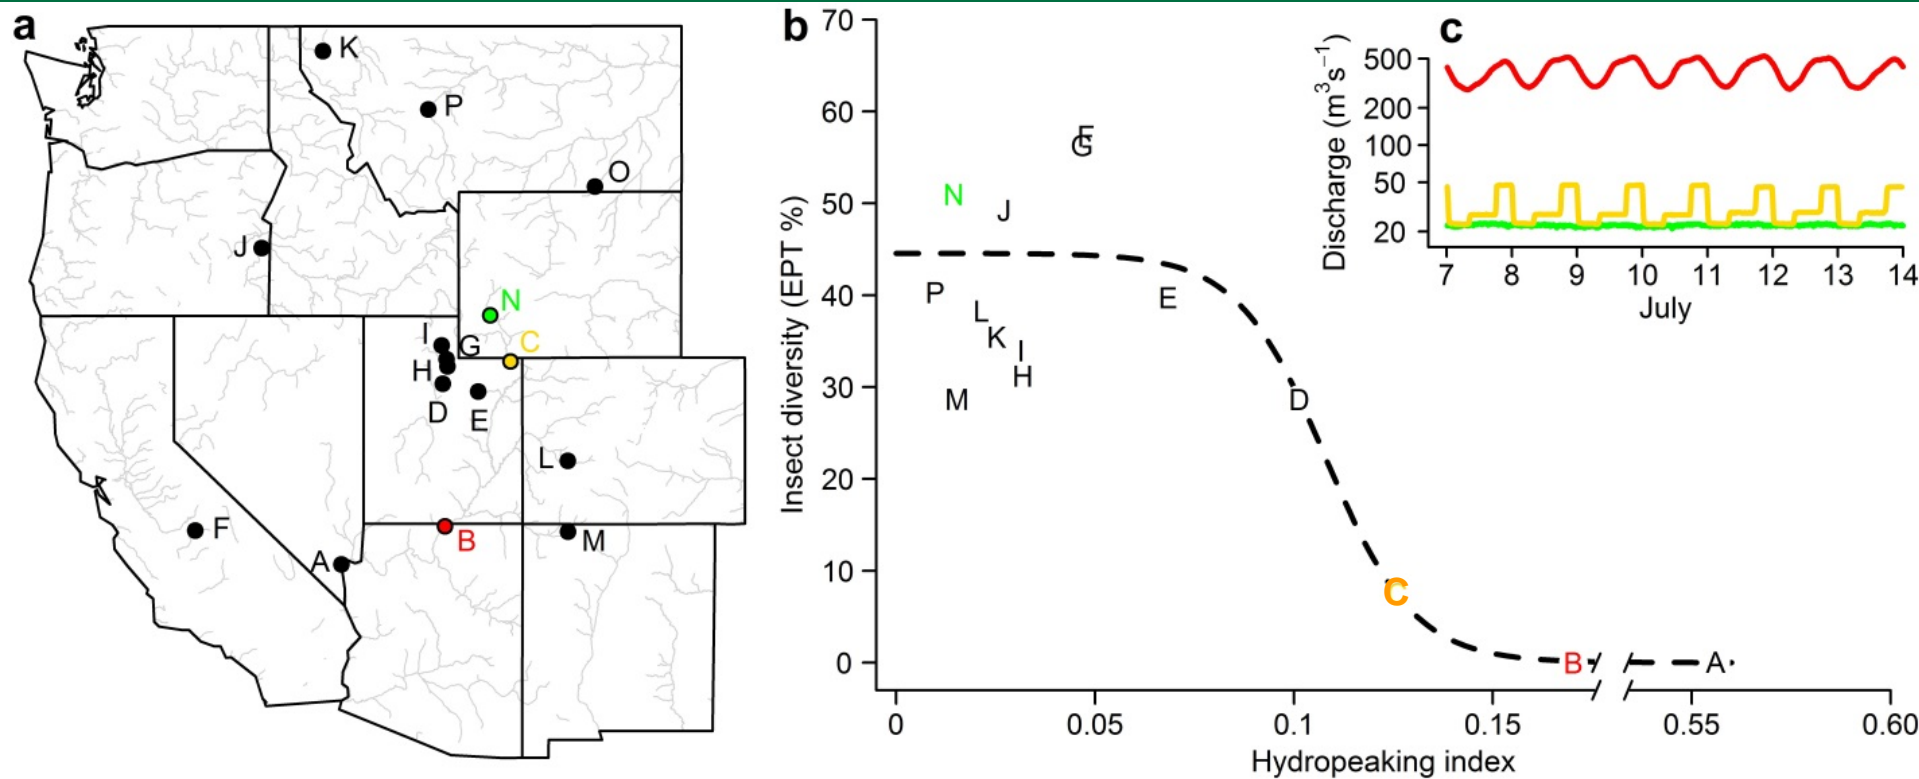 a
K
P
O
J
N
I
G
C
H
D
E
L
F
A
B
M
b
Insect diversity (EPT %)
70
60
50
40
30
20
10
0
F
G
N
J
P
E
L
K
I
H
M
D
C
B
A
0 0.05 0.1 0.15 0.55 0.60
Hydropeaking index
c
Discharge (m³s⁻¹)
500
200
100
50
20
7 8 9 10 11 12 13 14
July